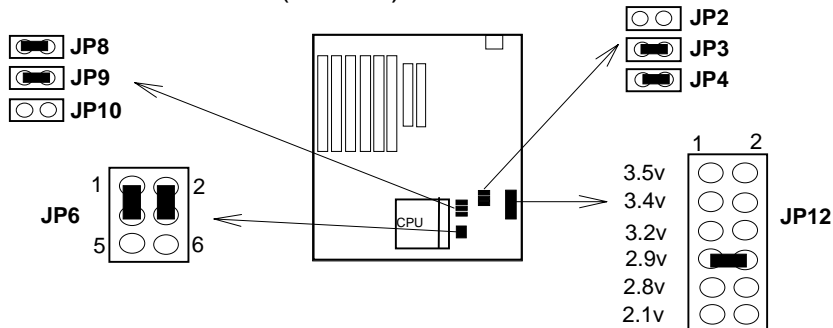 JP8
JP9
JP10
JP2
JP3
JP4
1
2
JP6
5
6
CPU
1 2
3.5v
3.4v
3.2v
2.9v
2.8v
2.1v
JP12